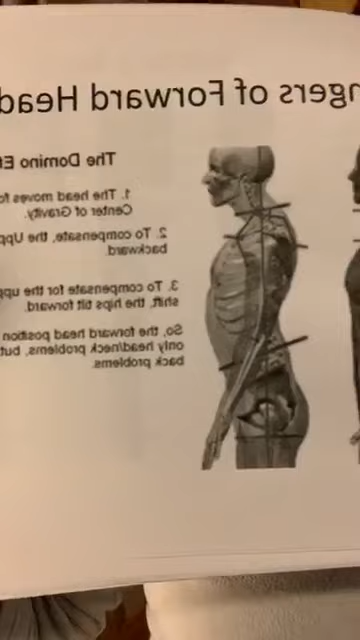 ngers of Forward Head
The Domino E
1. The head moves fo
Center of Gravity.
2. To compensate, the Upp
backward
3. To compensate for the upp
shift, the hips tilt forward.
So, the forward head position
only head/neck problems, but
back problems.